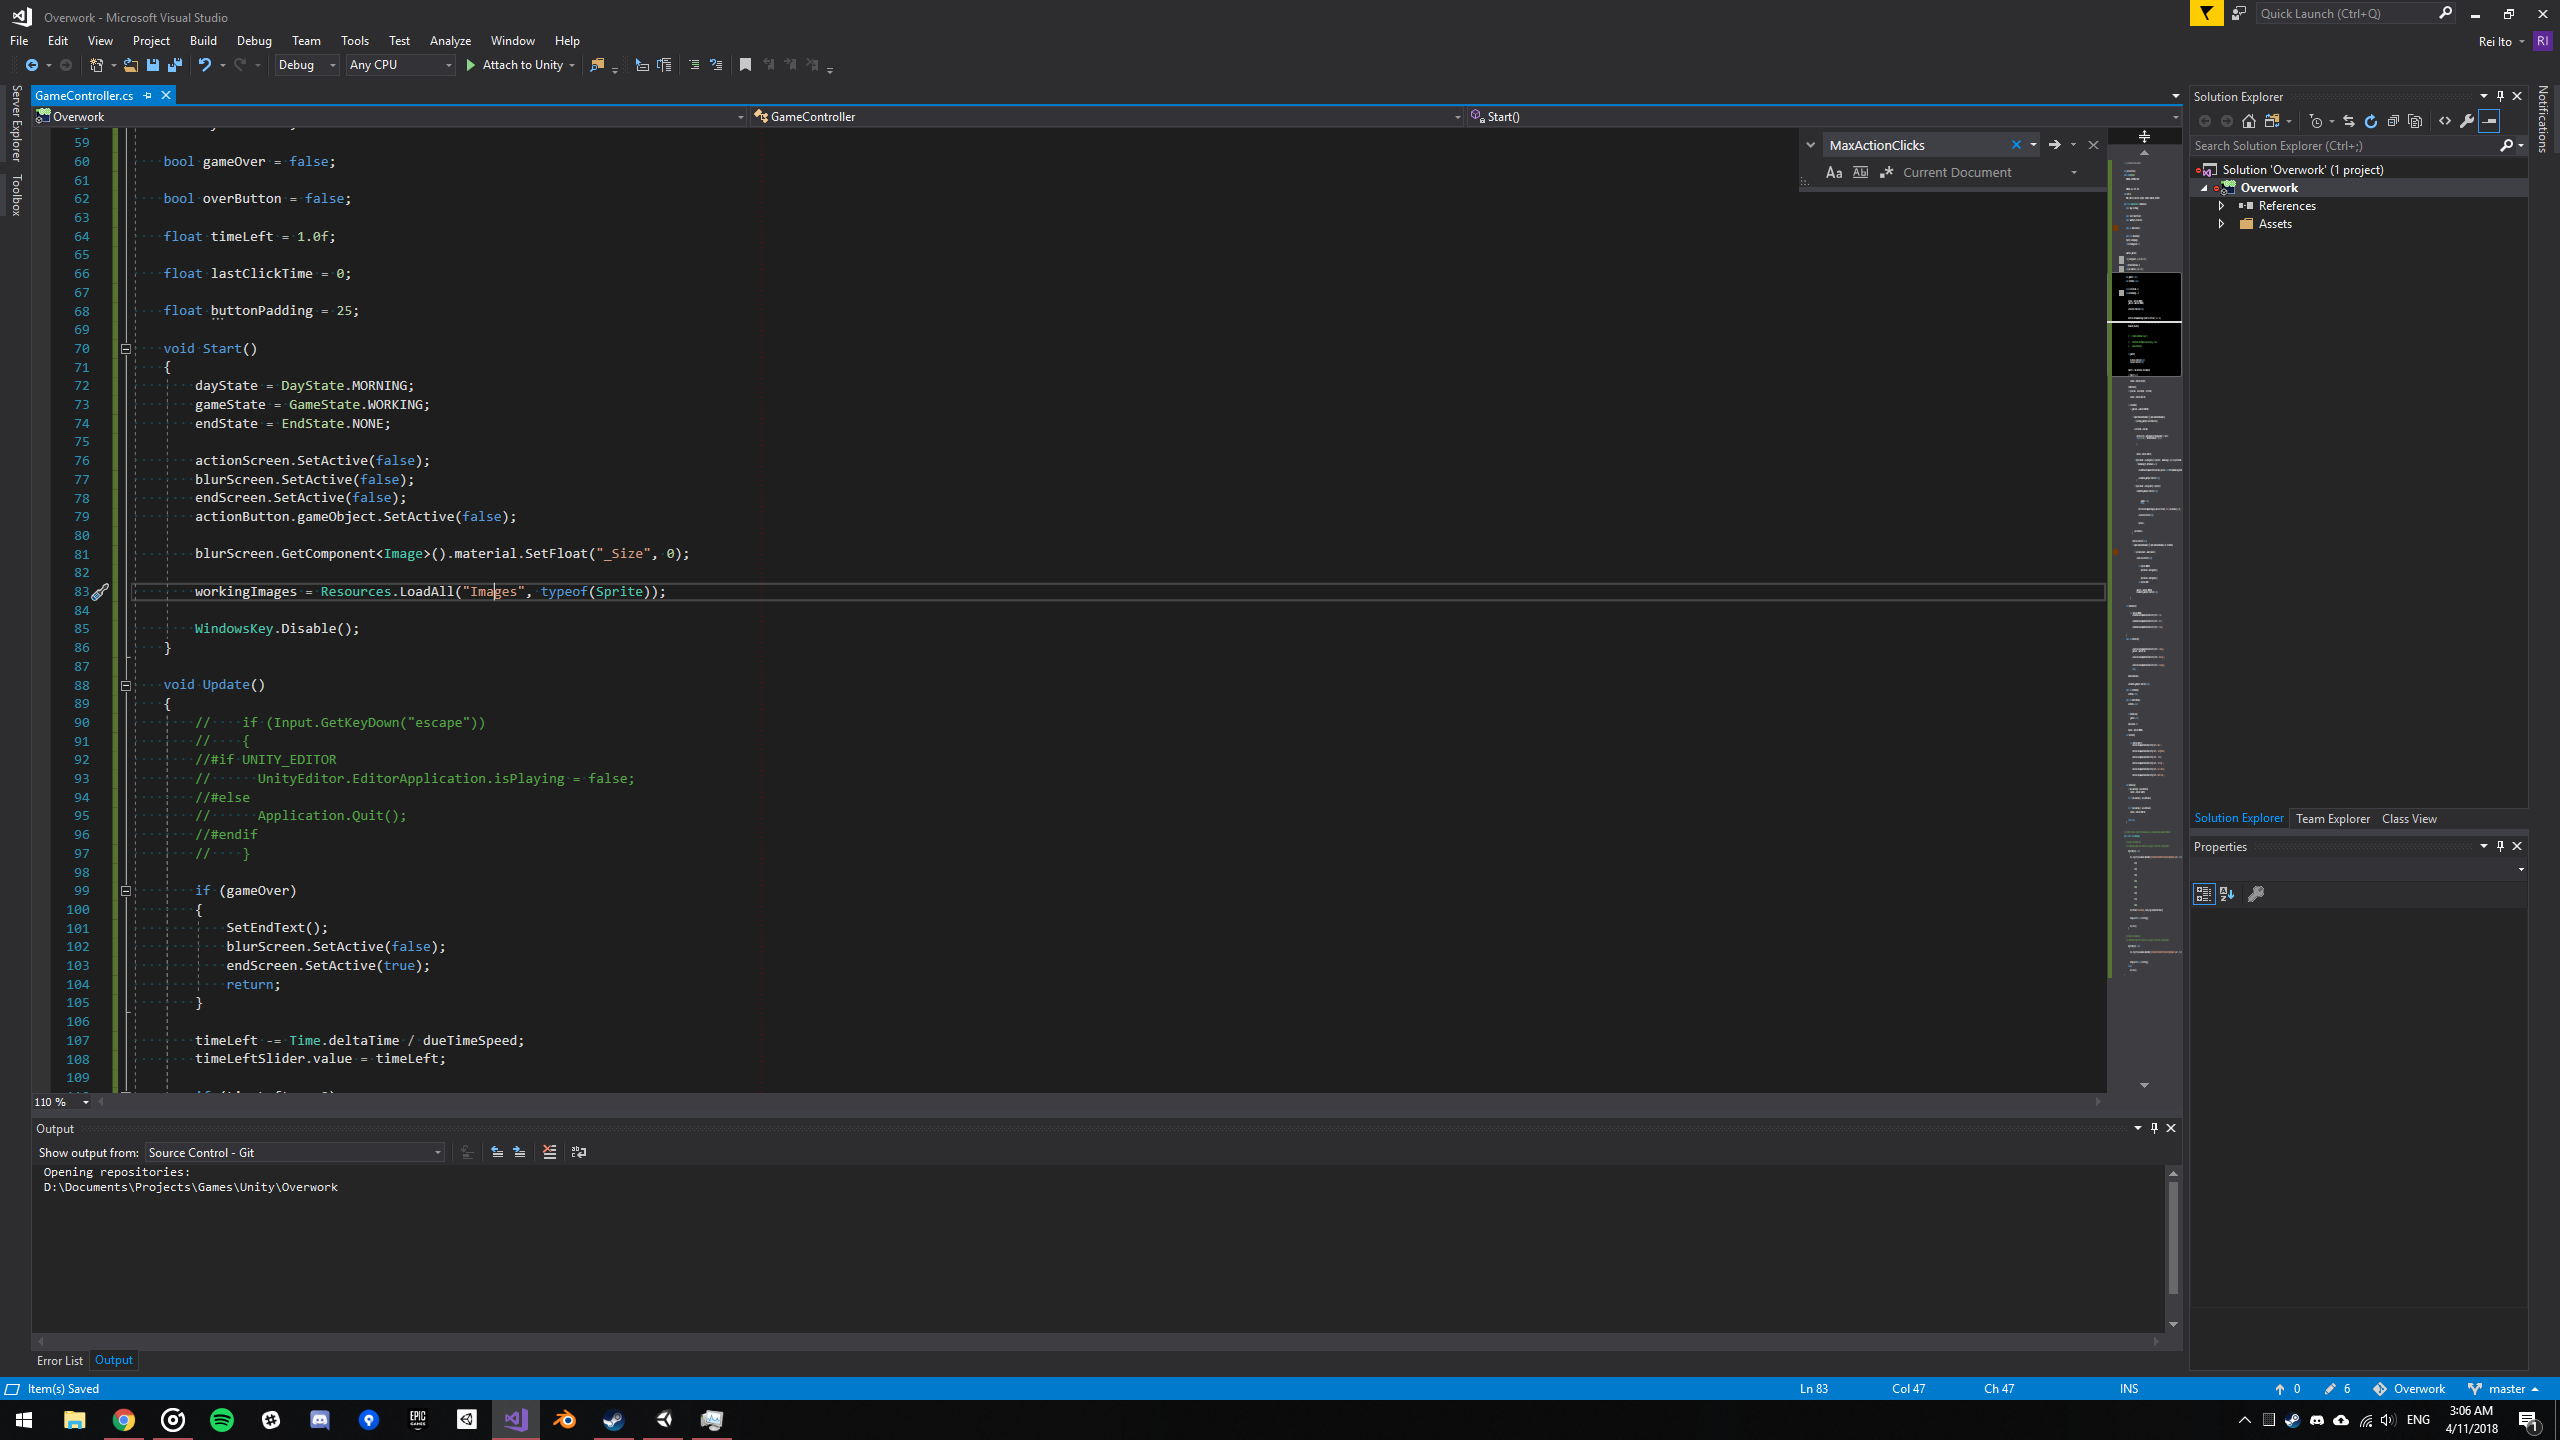 Overwork - Microsoft Visual Studio
Quick Launch (Ctrl+Q)
File Edit View Project Build Debug Team Tools Test Analyze Window Help
Rei Ito RI
Debug Any CPU Attach to Unity
Server Explorer
Toolbox
GameController.cs
Overwork GameController Start()
MaxActionClicks
Current Document
59
60 bool gameOver = false;
61
62 bool overButton = false;
63
64 float timeLeft = 1.0f;
65
66 float lastClickTime = 0;
67
68 float buttonPadding = 25;
69
70 void Start()
71 {
72 dayState = DayState.MORNING;
73 gameState = GameState.WORKING;
74 endState = EndState.NONE;
75
76 actionScreen.SetActive(false);
77 blurScreen.SetActive(false);
78 endScreen.SetActive(false);
79 actionButton.gameObject.SetActive(false);
80
81 blurScreen.GetComponent<Image>().material.SetFloat("_Size", 0);
82
83 workingImages = Resources.LoadAll("Images", typeof(Sprite));
84
85 WindowsKey.Disable();
86 }
87
88 void Update()
89 {
90 // if (Input.GetKeyDown("escape"))
91 // {
92 //#if UNITY_EDITOR
93 // UnityEditor.EditorApplication.isPlaying = false;
94 //#else
95 // Application.Quit();
96 //#endif
97 // }
98
99 if (gameOver)
100 {
101 SetEndText();
102 blurScreen.SetActive(false);
103 endScreen.SetActive(true);
104 return;
105 }
106
107 timeLeft -= Time.deltaTime / dueTimeSpeed;
108 timeLeftSlider.value = timeLeft;
109
110 %
Output
Show output from: Source Control - Git
Opening repositories:
D:\Documents\Projects\Games\Unity\Overwork
Error List Output
Solution Explorer
Search Solution Explorer (Ctrl+;)
Solution 'Overwork' (1 project)
Overwork
References
Assets
Solution Explorer Team Explorer Class View
Properties
Notifications
Item(s) Saved Ln 83 Col 47 Ch 47 INS 0 6 Overwork master
EPIC GAMES
ENG
3:06 AM
4/11/2018
1